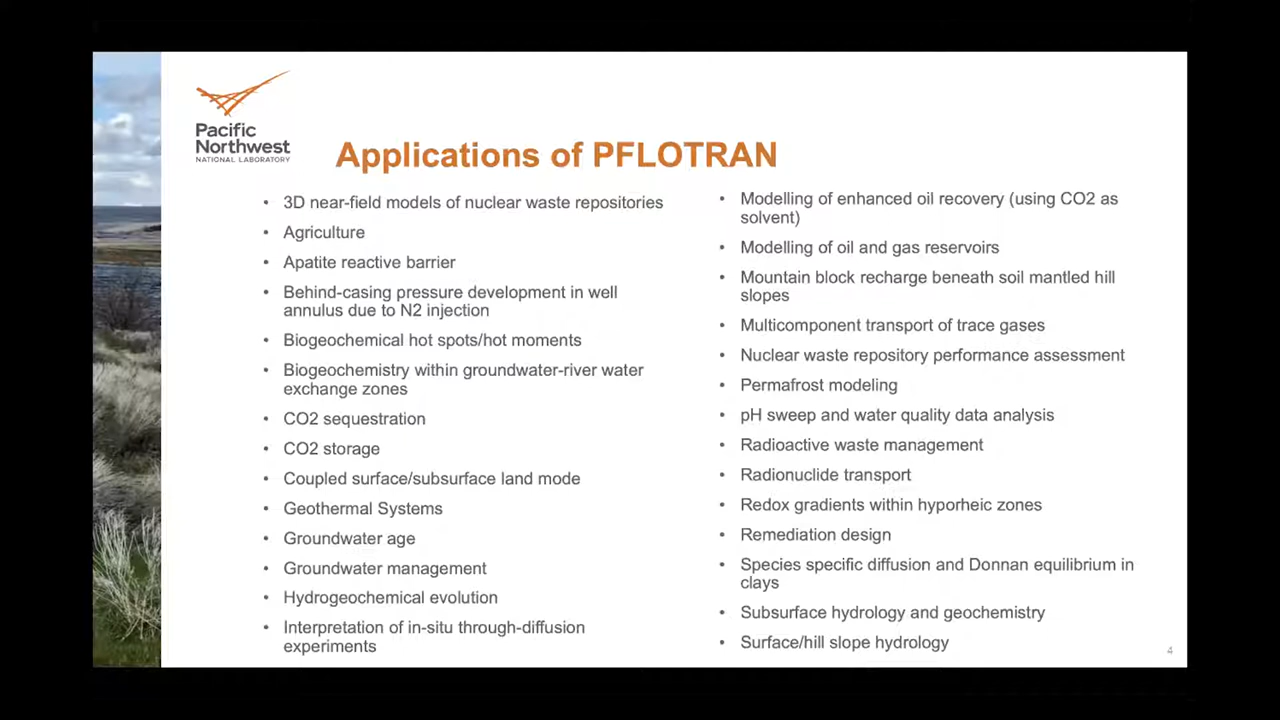 Pacific
Northwest
NATIONAL LABORATORY
Applications of PFLOTRAN
• 3D near-field models of nuclear waste repositories
• Agriculture
• Apatite reactive barrier
• Behind-casing pressure development in well
annulus due to N2 injection
• Biogeochemical hot spots/hot moments
• Biogeochemistry within groundwater-river water
exchange zones
• CO2 sequestration
• CO2 storage
• Coupled surface/subsurface land mode
• Geothermal Systems
• Groundwater age
• Groundwater management
• Hydrogeochemical evolution
• Interpretation of in-situ through-diffusion
experiments
• Modelling of enhanced oil recovery (using CO2 as
solvent)
• Modelling of oil and gas reservoirs
• Mountain block recharge beneath soil mantled hill
slopes
• Multicomponent transport of trace gases
• Nuclear waste repository performance assessment
• Permafrost modeling
• pH sweep and water quality data analysis
• Radioactive waste management
• Radionuclide transport
• Redox gradients within hyporheic zones
• Remediation design
• Species specific diffusion and Donnan equilibrium in
clays
• Subsurface hydrology and geochemistry
• Surface/hill slope hydrology
4